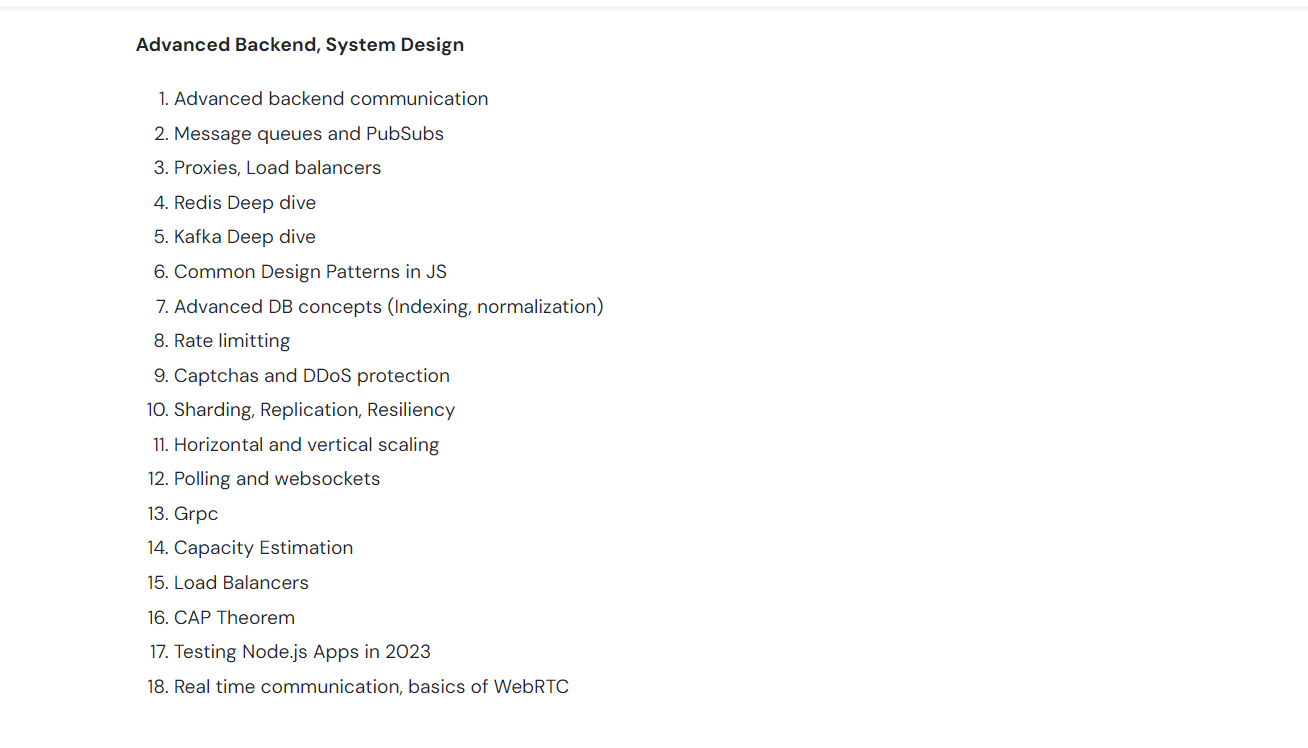 Advanced Backend, System Design
1. Advanced backend communication
2. Message queues and PubSubs
3. Proxies, Load balancers
4. Redis Deep dive
5. Kafka Deep dive
6. Common Design Patterns in JS
7. Advanced DB concepts (Indexing, normalization)
8. Rate limitting
9. Captchas and DDoS protection
10. Sharding, Replication, Resiliency
11. Horizontal and vertical scaling
12. Polling and websockets
13. Grpc
14. Capacity Estimation
15. Load Balancers
16. CAP Theorem
17. Testing Node.js Apps in 2023
18. Real time communication, basics of WebRTC